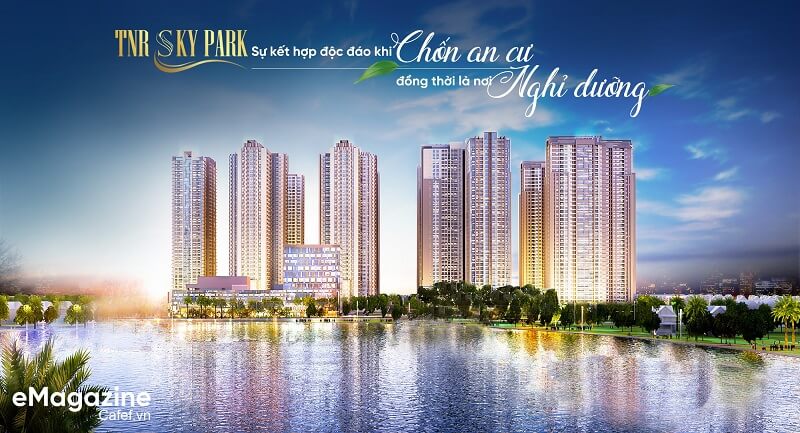 TNR SKY PARK
Sự kết hợp độc đáo khi Chốn an cư
đồng thời là nơi Nghỉ dưỡng
eMagazine
Cafef.vn